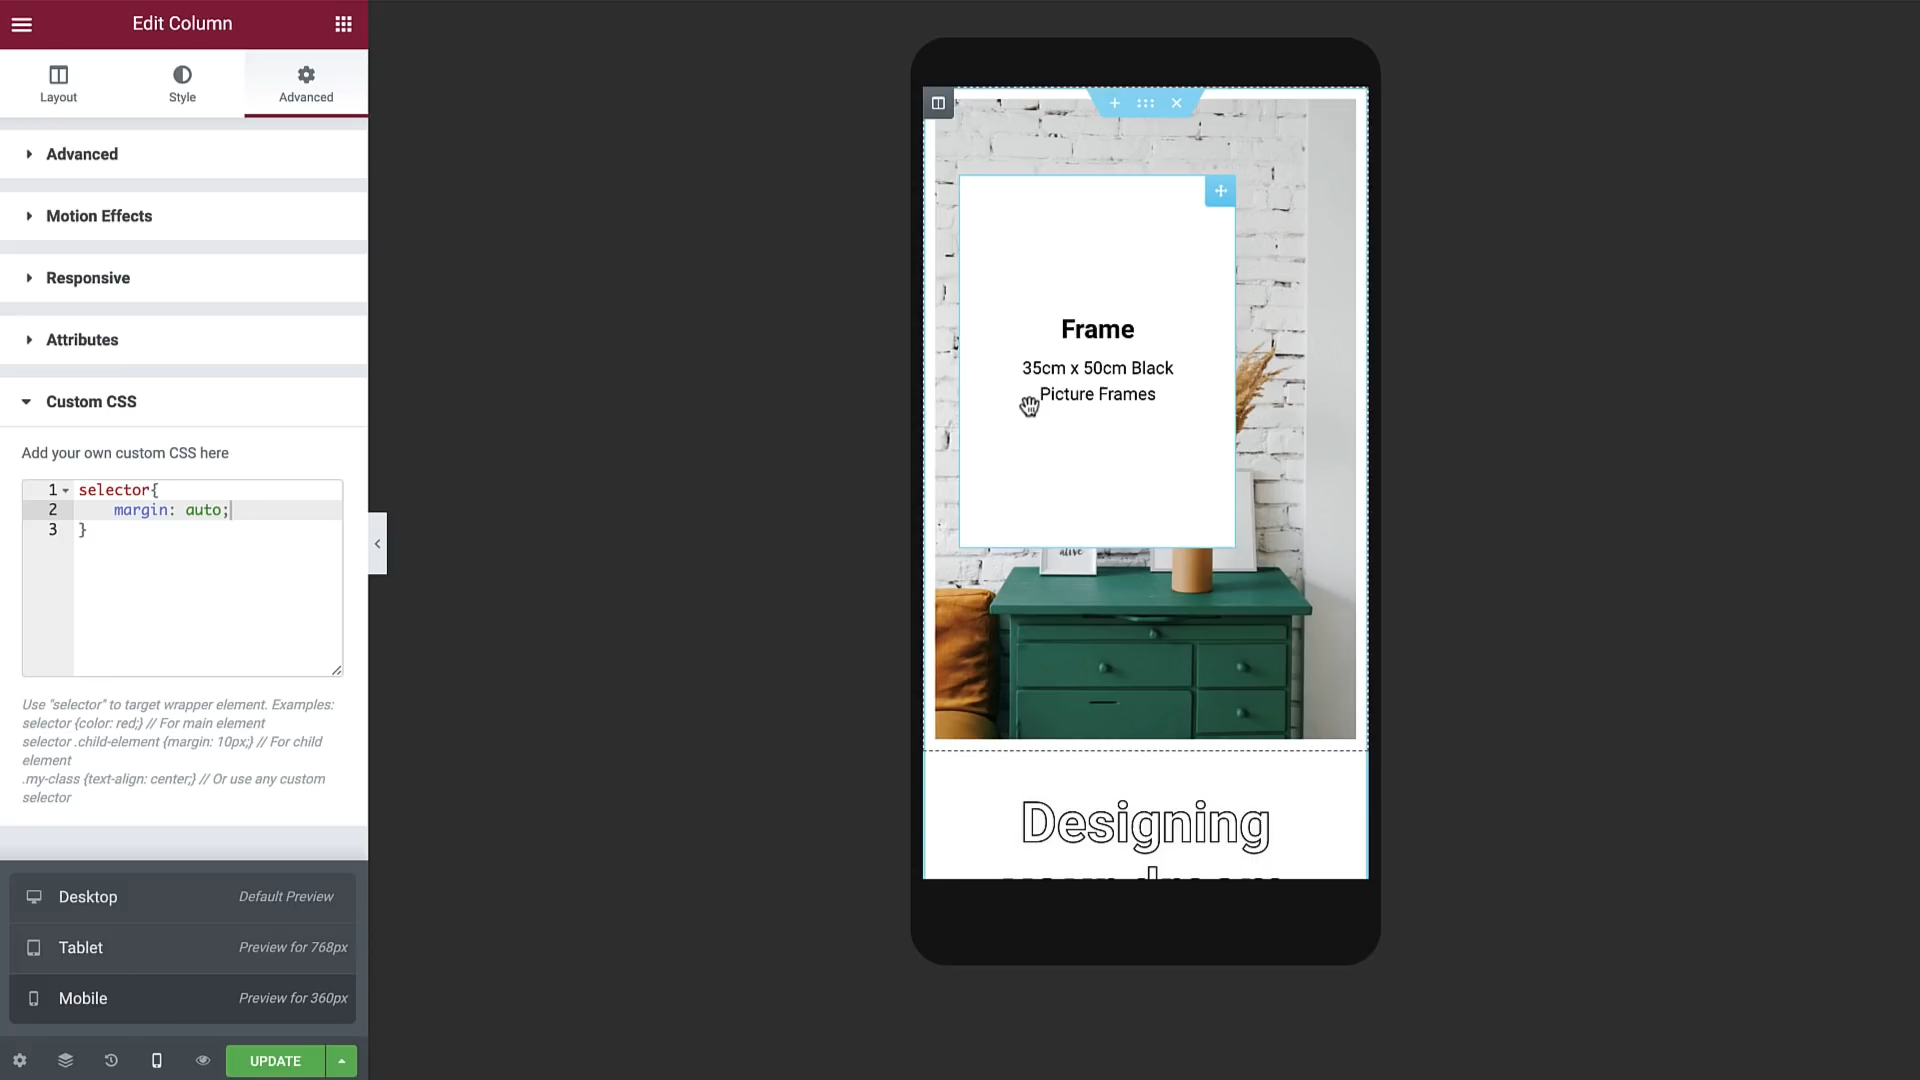 Edit Column
Layout
Style
Advanced
Advanced
Motion Effects
Responsive
Attributes
Custom CSS
Add your own custom CSS here
1 selector{
2 margin: auto;
3 }
Use "selector" to target wrapper element. Examples:
selector {color: red;} // For main element
selector .child-element {margin: 10px;} // For child
element
.my-class {text-align: center;} // Or use any custom
selector
Desktop Default Preview
Tablet Preview for 768px
Mobile Preview for 360px
UPDATE
Frame
35cm x 50cm Black
Picture Frames
alive
Designing